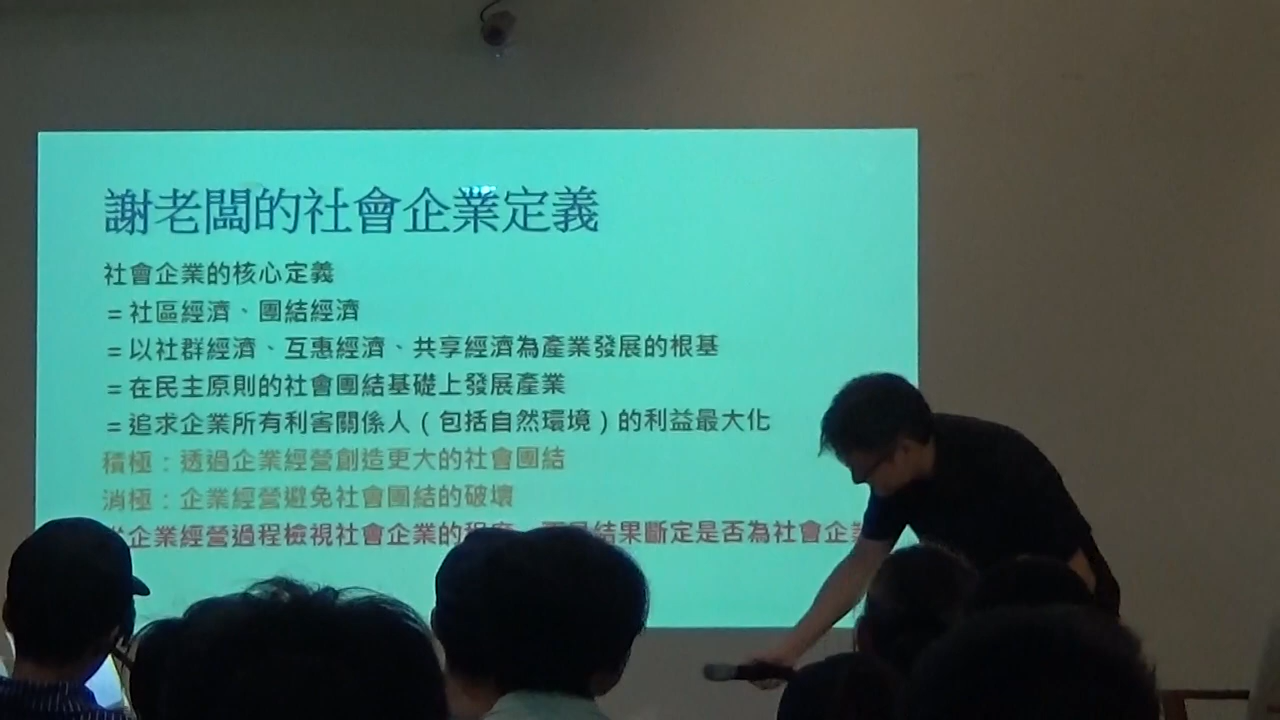 謝老闆的社會企業定義
社會企業的核心定義
=社區經濟、團結經濟
=以社群經濟、互惠經濟、共享經濟為產業發展的根基
=在民主原則的社會團結基礎上發展產業
=追求企業所有利害關係人(包括自然環境)的利益最大化
積極:透過企業經營創造更大的社會團結
消極:企業經營避免社會團結的破壞
企業經營過程檢視社會企業的 結果斷定是否為社會企業